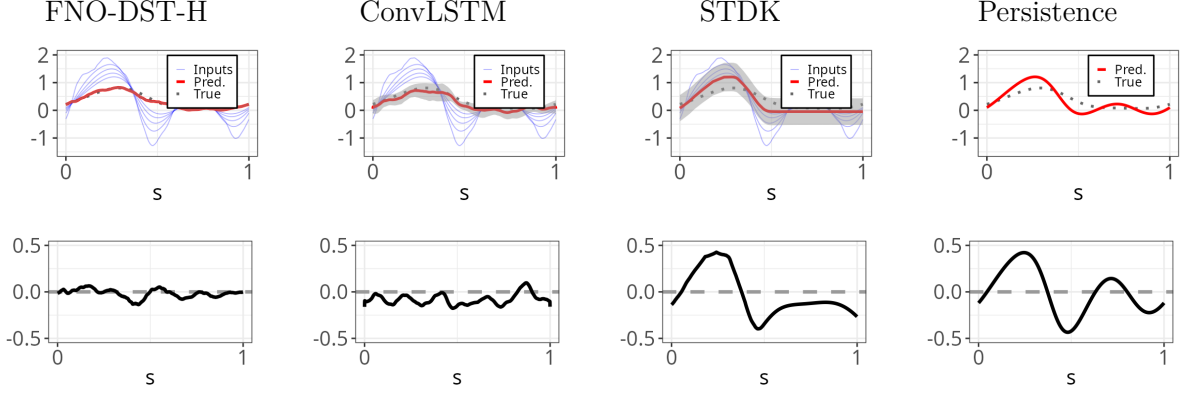 FNO-DST-H ConvLSTM STDK Persistence
2 1 0 -1 Inputs Pred. True 0 1 s
2 1 0 -1 Inputs Pred. True 0 1 s
2 1 0 -1 Inputs Pred. True 0 1 s
2 1 0 -1 Pred. True 0 1 s
0.5 0.0 -0.5 0 1 s
0.5 0.0 -0.5 0 1 s
0.5 0.0 -0.5 0 1 s
0.5 0.0 -0.5 0 1 s